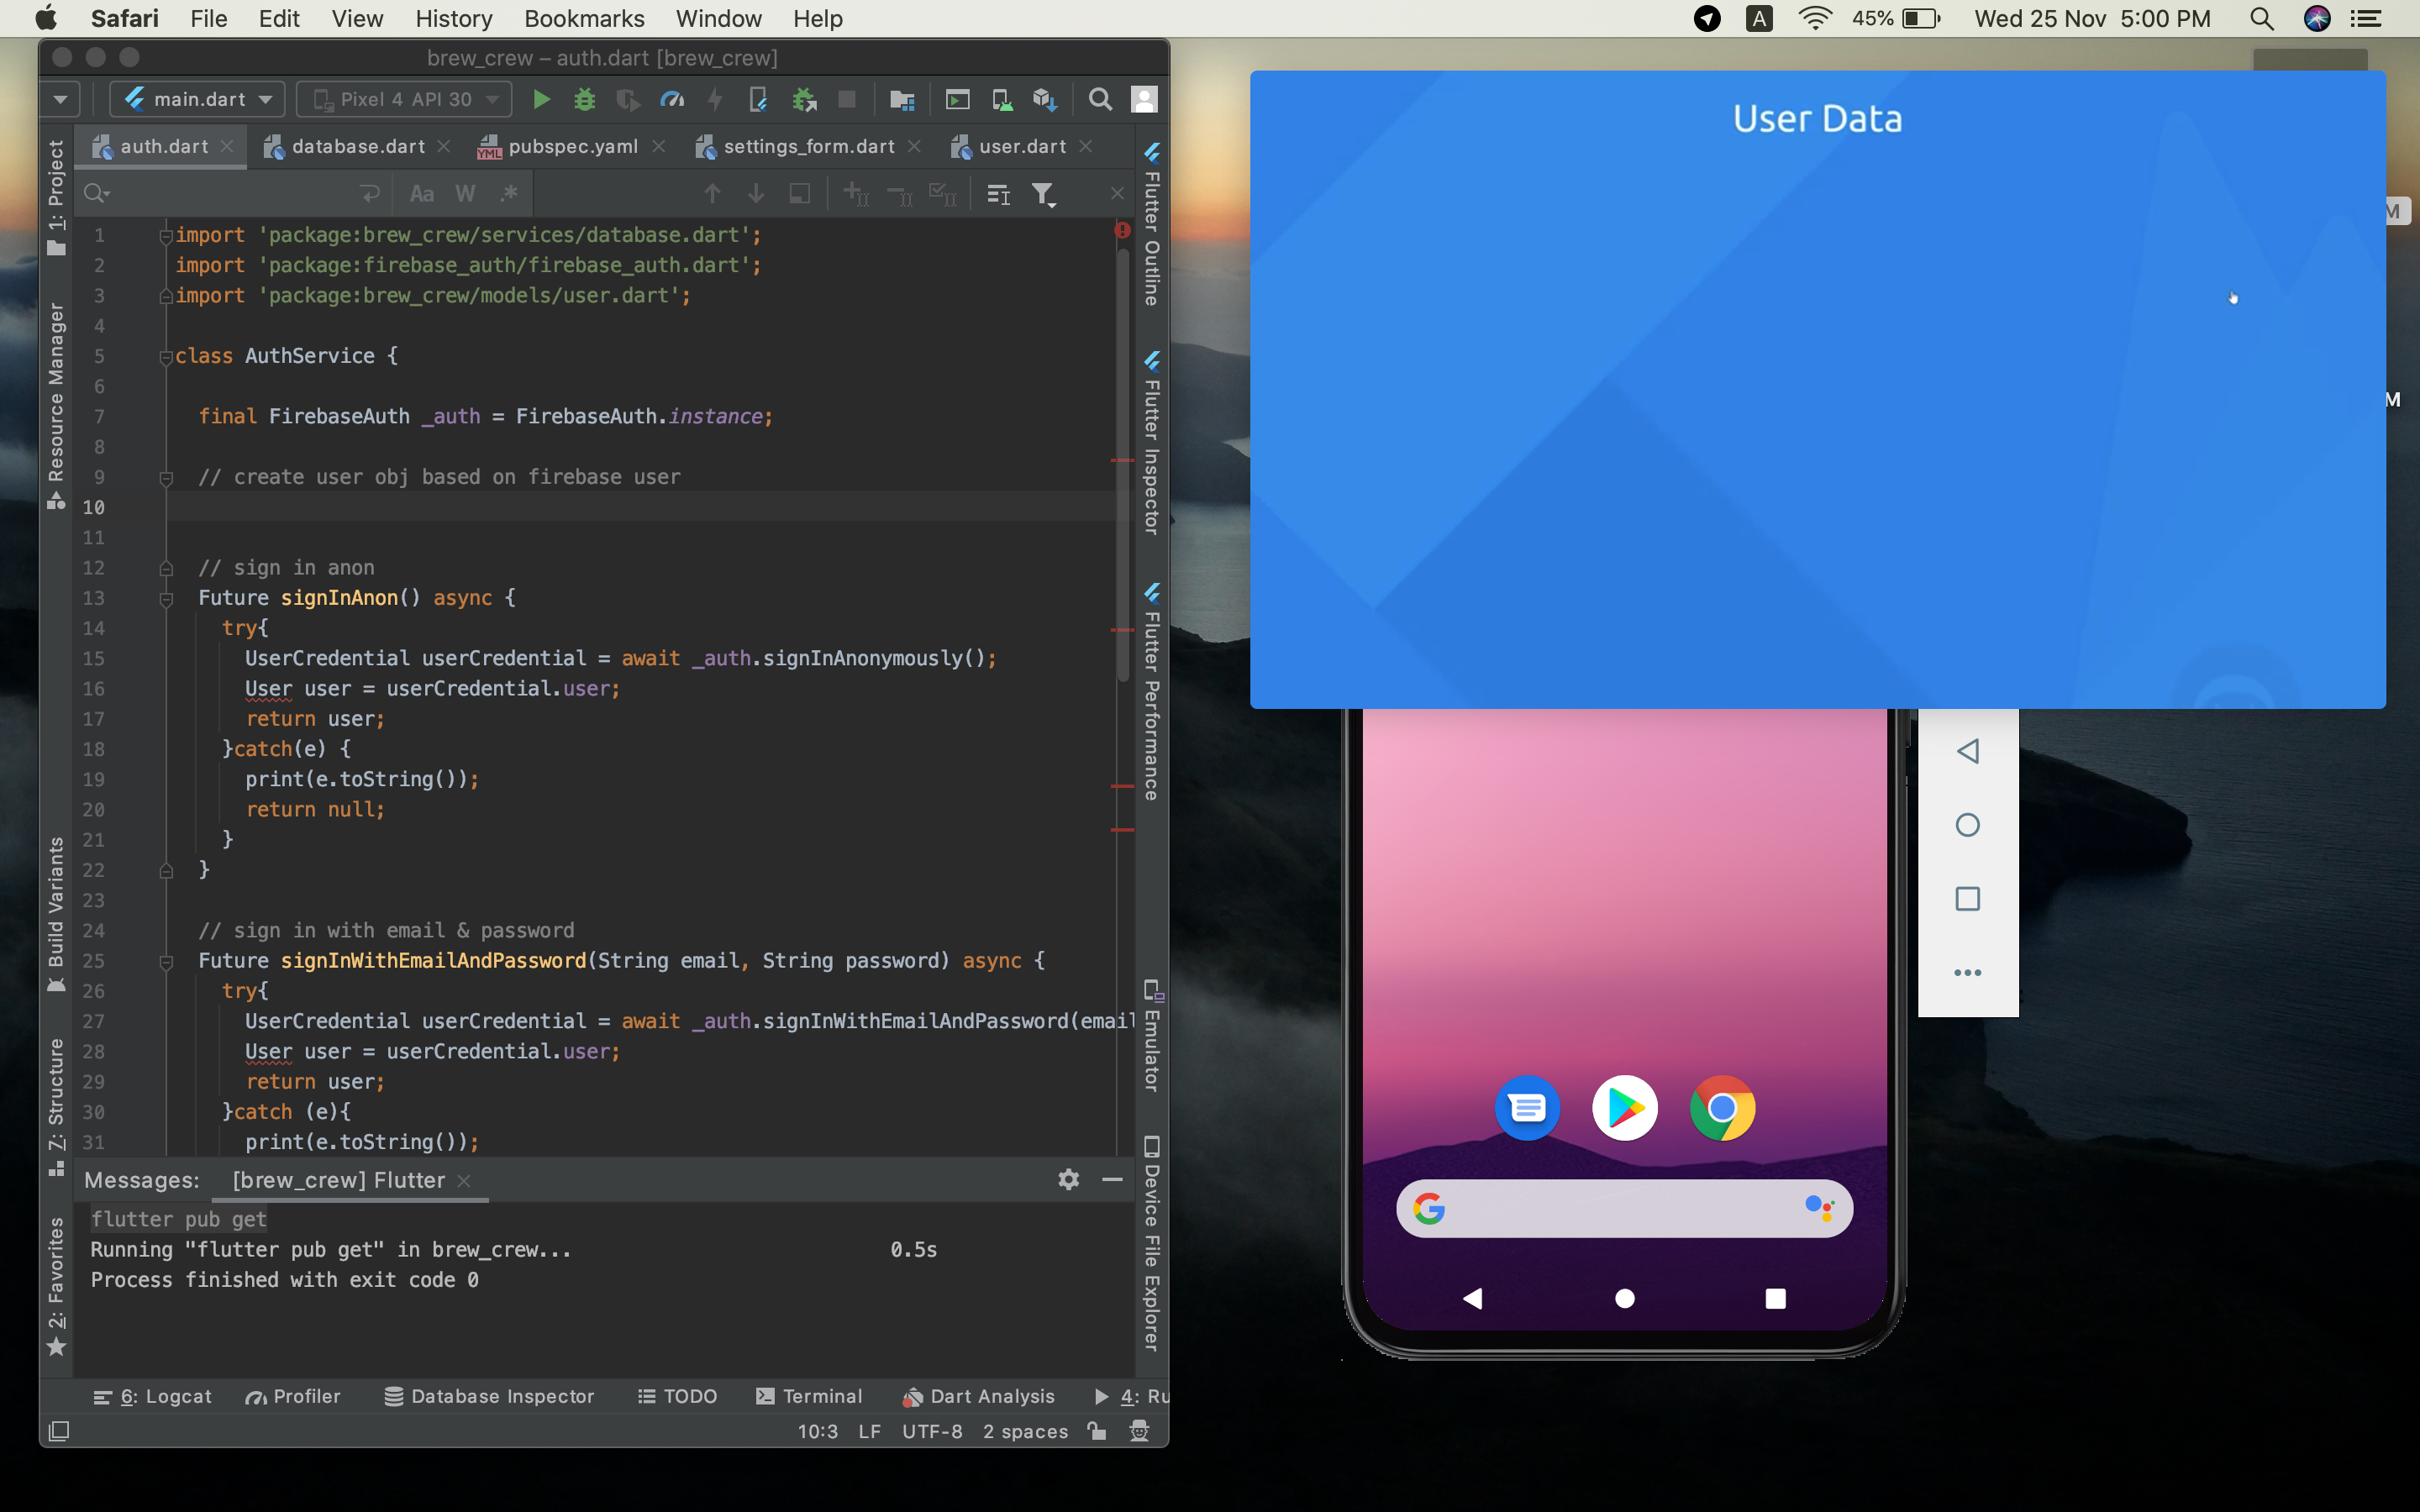 Safari File Edit View History Bookmarks Window Help
A 45% Wed 25 Nov 5:00 PM
brew_crew – auth.dart [brew_crew]
main.dart Pixel 4 API 30
auth.dart database.dart pubspec.yaml settings_form.dart user.dart
Aa W .*
1 import 'package:brew_crew/services/database.dart';
2 import 'package:firebase_auth/firebase_auth.dart';
3 import 'package:brew_crew/models/user.dart';
4
5 class AuthService {
6
7 final FirebaseAuth _auth = FirebaseAuth.instance;
8
9 // create user obj based on firebase user
10
11
12 // sign in anon
13 Future signInAnon() async {
14 try{
15 UserCredential userCredential = await _auth.signInAnonymously();
16 User user = userCredential.user;
17 return user;
18 }catch(e) {
19 print(e.toString());
20 return null;
21 }
22 }
23
24 // sign in with email & password
25 Future signInWithEmailAndPassword(String email, String password) async {
26 try{
27 UserCredential userCredential = await _auth.signInWithEmailAndPassword(email
28 User user = userCredential.user;
29 return user;
30 }catch (e){
31 print(e.toString());
1: Project
Resource Manager
Build Variants
7: Structure
2: Favorites
Flutter Outline
Flutter Inspector
Flutter Performance
Emulator
Device File Explorer
Messages: [brew_crew] Flutter
flutter pub get
Running "flutter pub get" in brew_crew... 0.5s
Process finished with exit code 0
6: Logcat Profiler Database Inspector TODO Terminal Dart Analysis 4: Ru
10:3 LF UTF-8 2 spaces
User Data
M
M